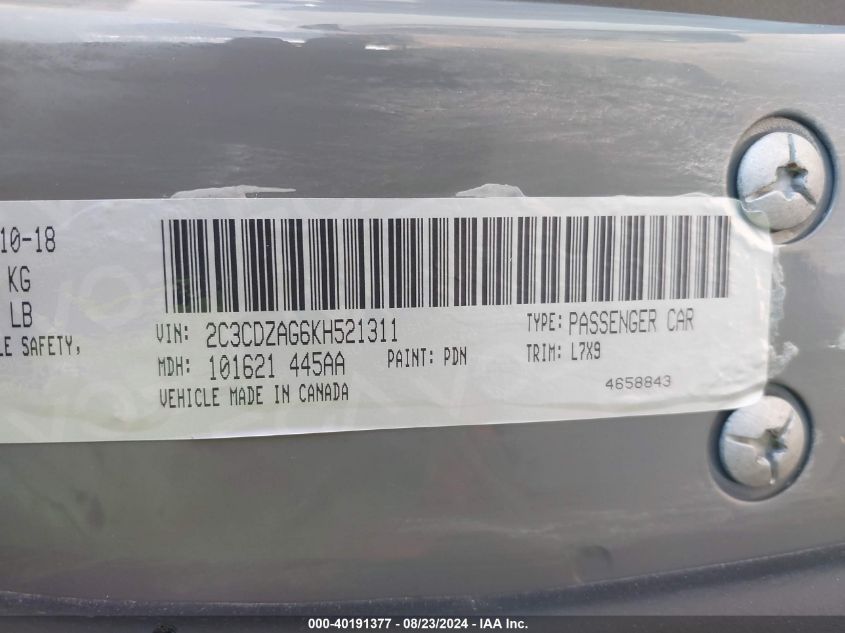 10-18
KG
LB
LE SAFETY,
VIN: 2C3CDZAG6KH521311
TYPE: PASSENGER CAR
MDH: 101621 445AA
PAINT: PDN
TRIM: L7X9
VEHICLE MADE IN CANADA
4658843
000-40191377 - 08/23/2024 - IAA Inc.